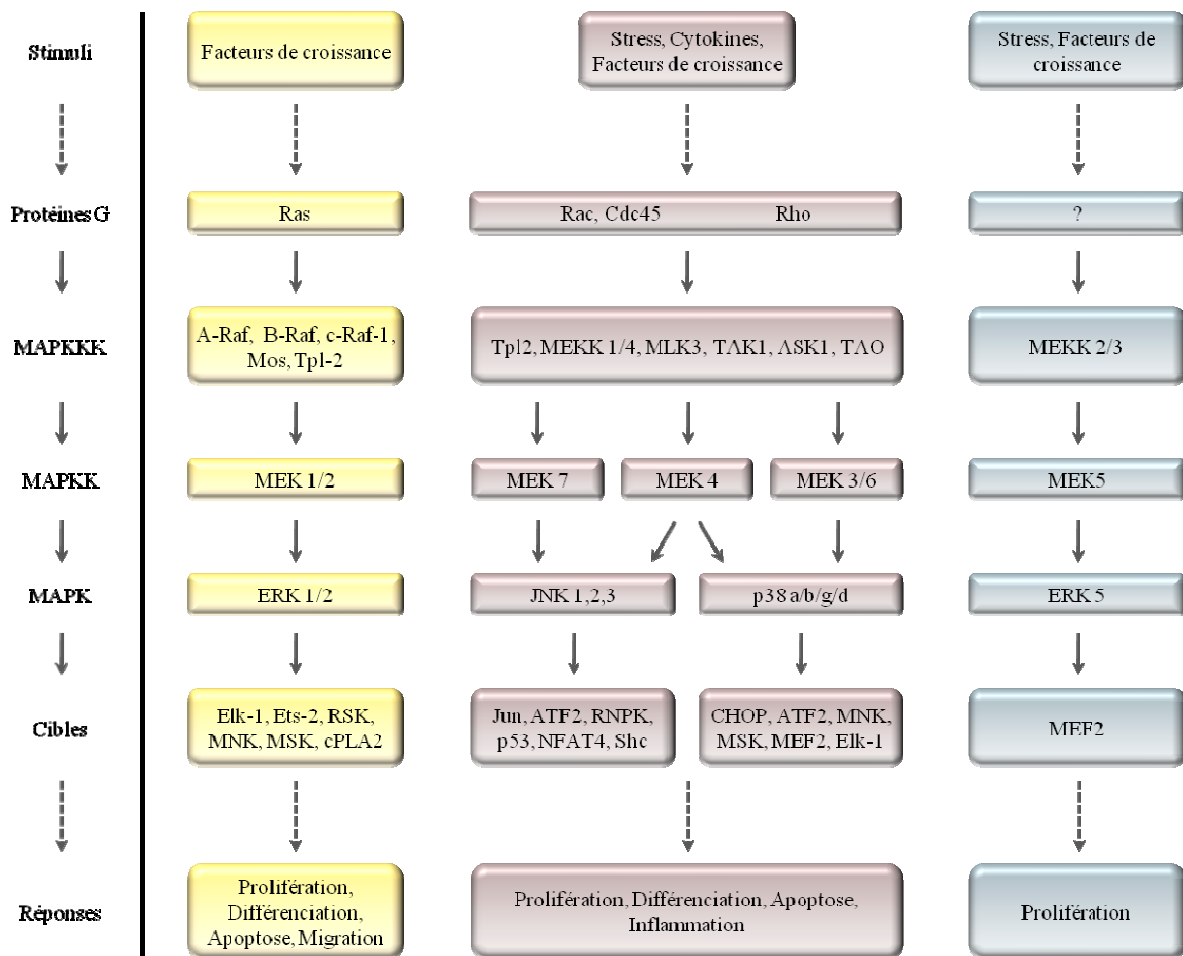 Stimuli
Facteurs de croissance
Stress, Cytokines,
Facteurs de croissance
Stress, Facteurs de
croissance
Protéines G
Ras
Rac, Cdc45 Rho
?
MAPKKK
A-Raf, B-Raf, c-Raf-1,
Mos, Tpl-2
Tpl2, MEKK 1/4, MLK3, TAK1, ASK1, TAO
MEKK 2/3
MAPKK
MEK 1/2
MEK 7
MEK 4
MEK 3/6
MEK5
MAPK
ERK 1/2
JNK 1,2,3
p38 a/b/g/d
ERK 5
Cibles
Elk-1, Ets-2, RSK,
MNK, MSK, cPLA2
Jun, ATF2, RNPK,
p53, NFAT4, Shc
CHOP, ATF2, MNK,
MSK, MEF2, Elk-1
MEF2
Réponses
Prolifération,
Différenciation,
Apoptose, Migration
Prolifération, Différenciation, Apoptose,
Inflammation
Prolifération